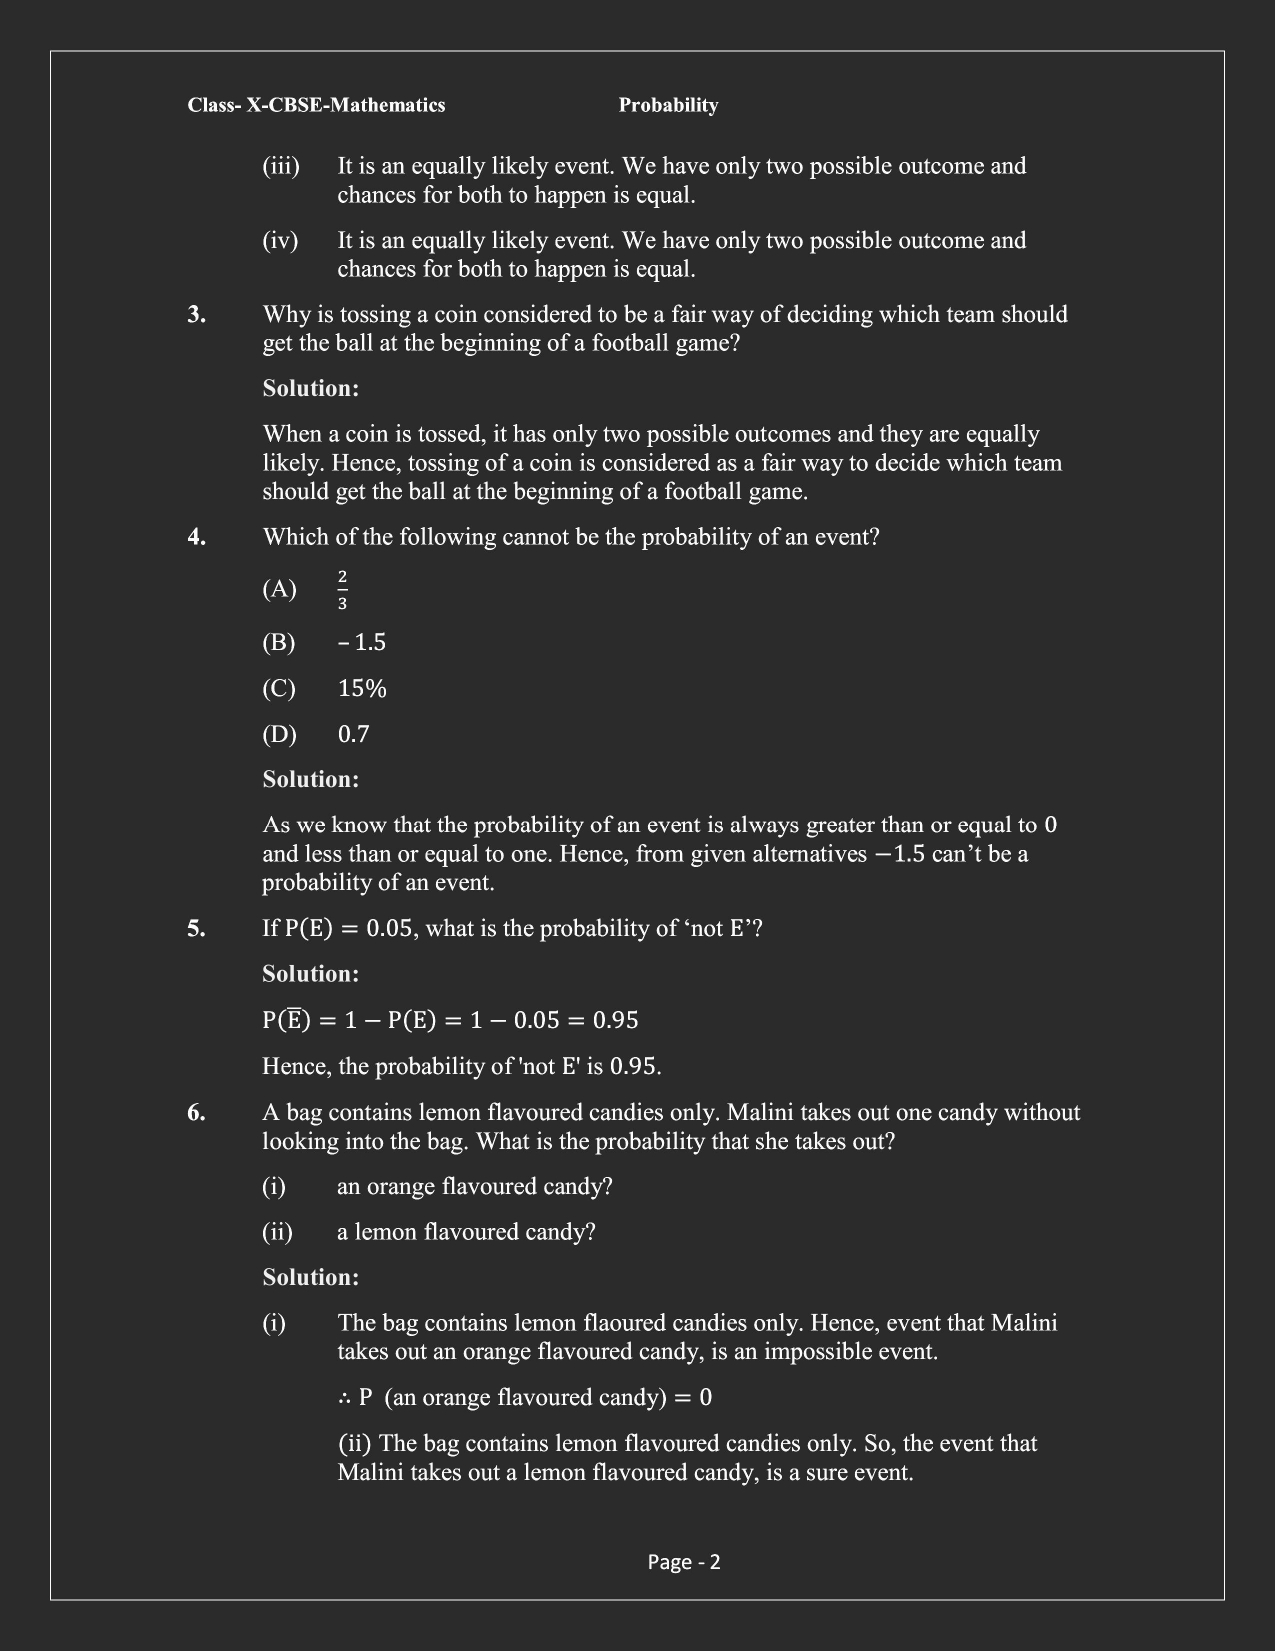 Class- X-CBSE-Mathematics Probability
(iii) It is an equally likely event. We have only two possible outcome and
chances for both to happen is equal.
(iv) It is an equally likely event. We have only two possible outcome and
chances for both to happen is equal.
3. Why is tossing a coin considered to be a fair way of deciding which team should
get the ball at the beginning of a football game?
Solution:
When a coin is tossed, it has only two possible outcomes and they are equally
likely. Hence, tossing of a coin is considered as a fair way to decide which team
should get the ball at the beginning of a football game.
4. Which of the following cannot be the probability of an event?
(A) 2/3
(B) – 1.5
(C) 15%
(D) 0.7
Solution:
As we know that the probability of an event is always greater than or equal to 0
and less than or equal to one. Hence, from given alternatives −1.5 can’t be a
probability of an event.
5. If P(E) = 0.05, what is the probability of ‘not E’?
Solution:
P(E̅) = 1 − P(E) = 1 − 0.05 = 0.95
Hence, the probability of 'not E' is 0.95.
6. A bag contains lemon flavoured candies only. Malini takes out one candy without
looking into the bag. What is the probability that she takes out?
(i) an orange flavoured candy?
(ii) a lemon flavoured candy?
Solution:
(i) The bag contains lemon flaoured candies only. Hence, event that Malini
takes out an orange flavoured candy, is an impossible event.
∴ P (an orange flavoured candy) = 0
(ii) The bag contains lemon flavoured candies only. So, the event that
Malini takes out a lemon flavoured candy, is a sure event.
Page - 2